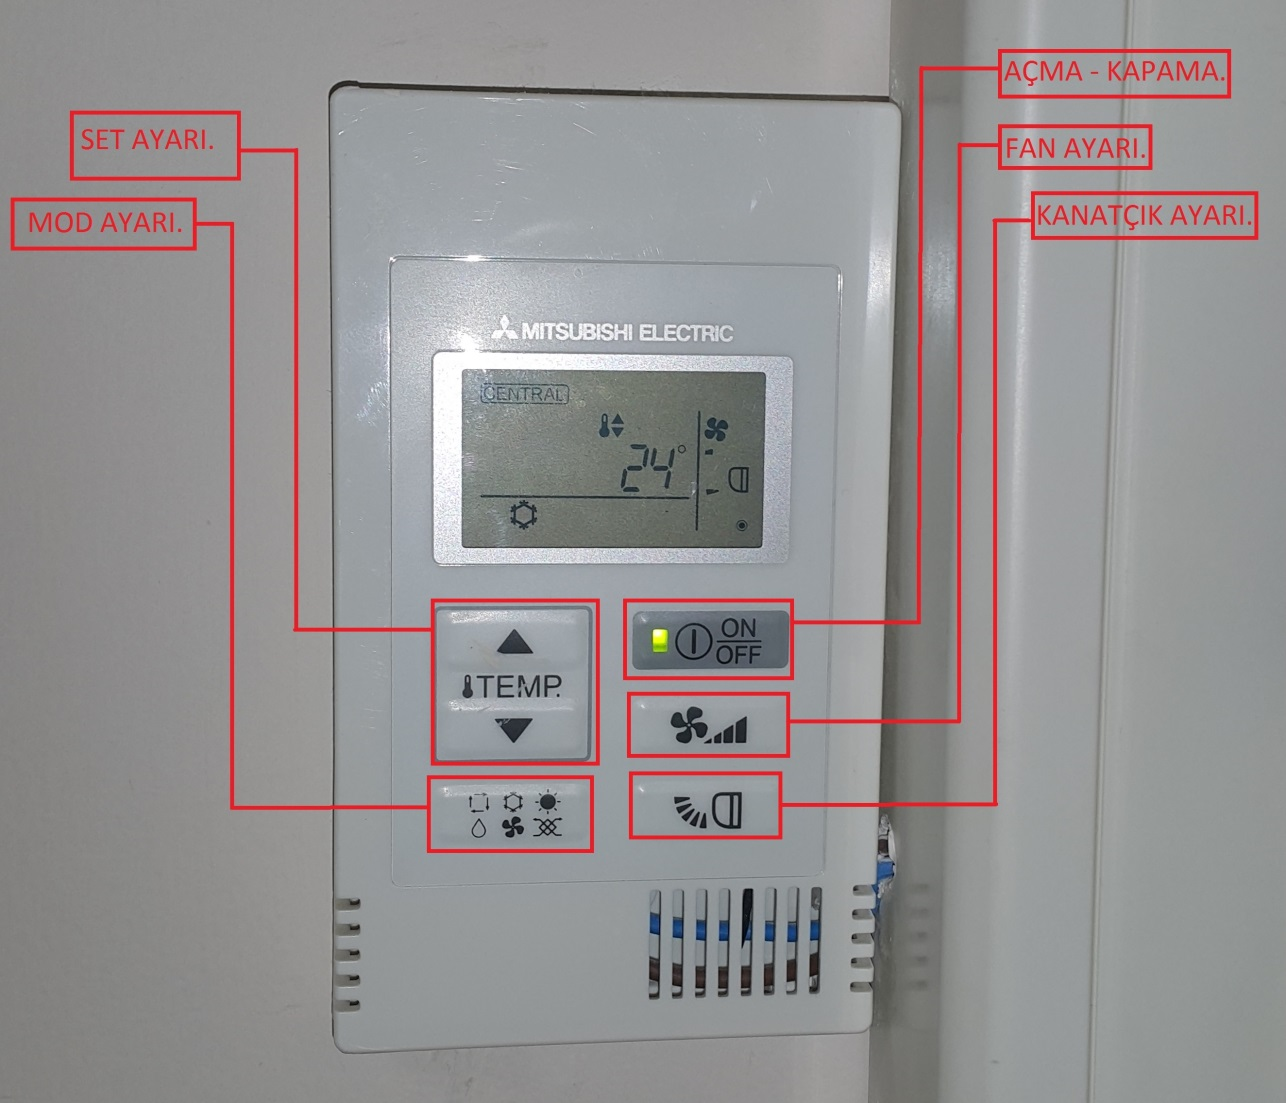 AÇMA - KAPAMA.
SET AYARI.
FAN AYARI.
MOD AYARI.
KANATÇIK AYARI.
MITSUBISHI ELECTRIC
CENTRAL
24°
ON
OFF
TEMP.